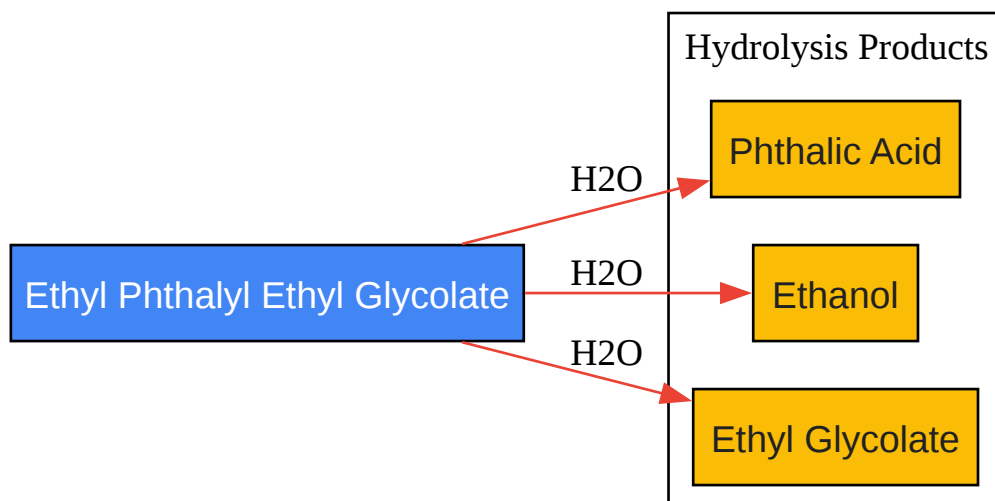 Hydrolysis Products
Phthalic Acid
H2O
Ethyl Phthalyl Ethyl Glycolate
H2O
Ethanol
H2O
Ethyl Glycolate